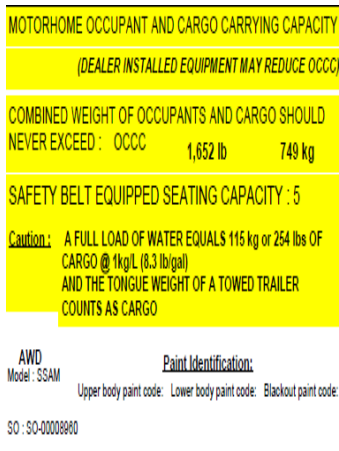 MOTORHOME OCCUPANT AND CARGO CARRYING CAPACITY
(DEALER INSTALLED EQUIPMENT MAY REDUCE OCCC)
COMBINED WEIGHT OF OCCUPANTS AND CARGO SHOULD
NEVER EXCEED : OCCC 1,652 lb 749 kg
SAFETY BELT EQUIPPED SEATING CAPACITY : 5
Caution : A FULL LOAD OF WATER EQUALS 115 kg or 254 lbs OF
CARGO @ 1kg/L (8.3 lb/gal)
AND THE TONGUE WEIGHT OF A TOWED TRAILER
COUNTS AS CARGO
AWD
Model : SSAM
Paint Identification:
Upper body paint code: Lower body paint code: Blackout paint code:
SO : SO-00008960